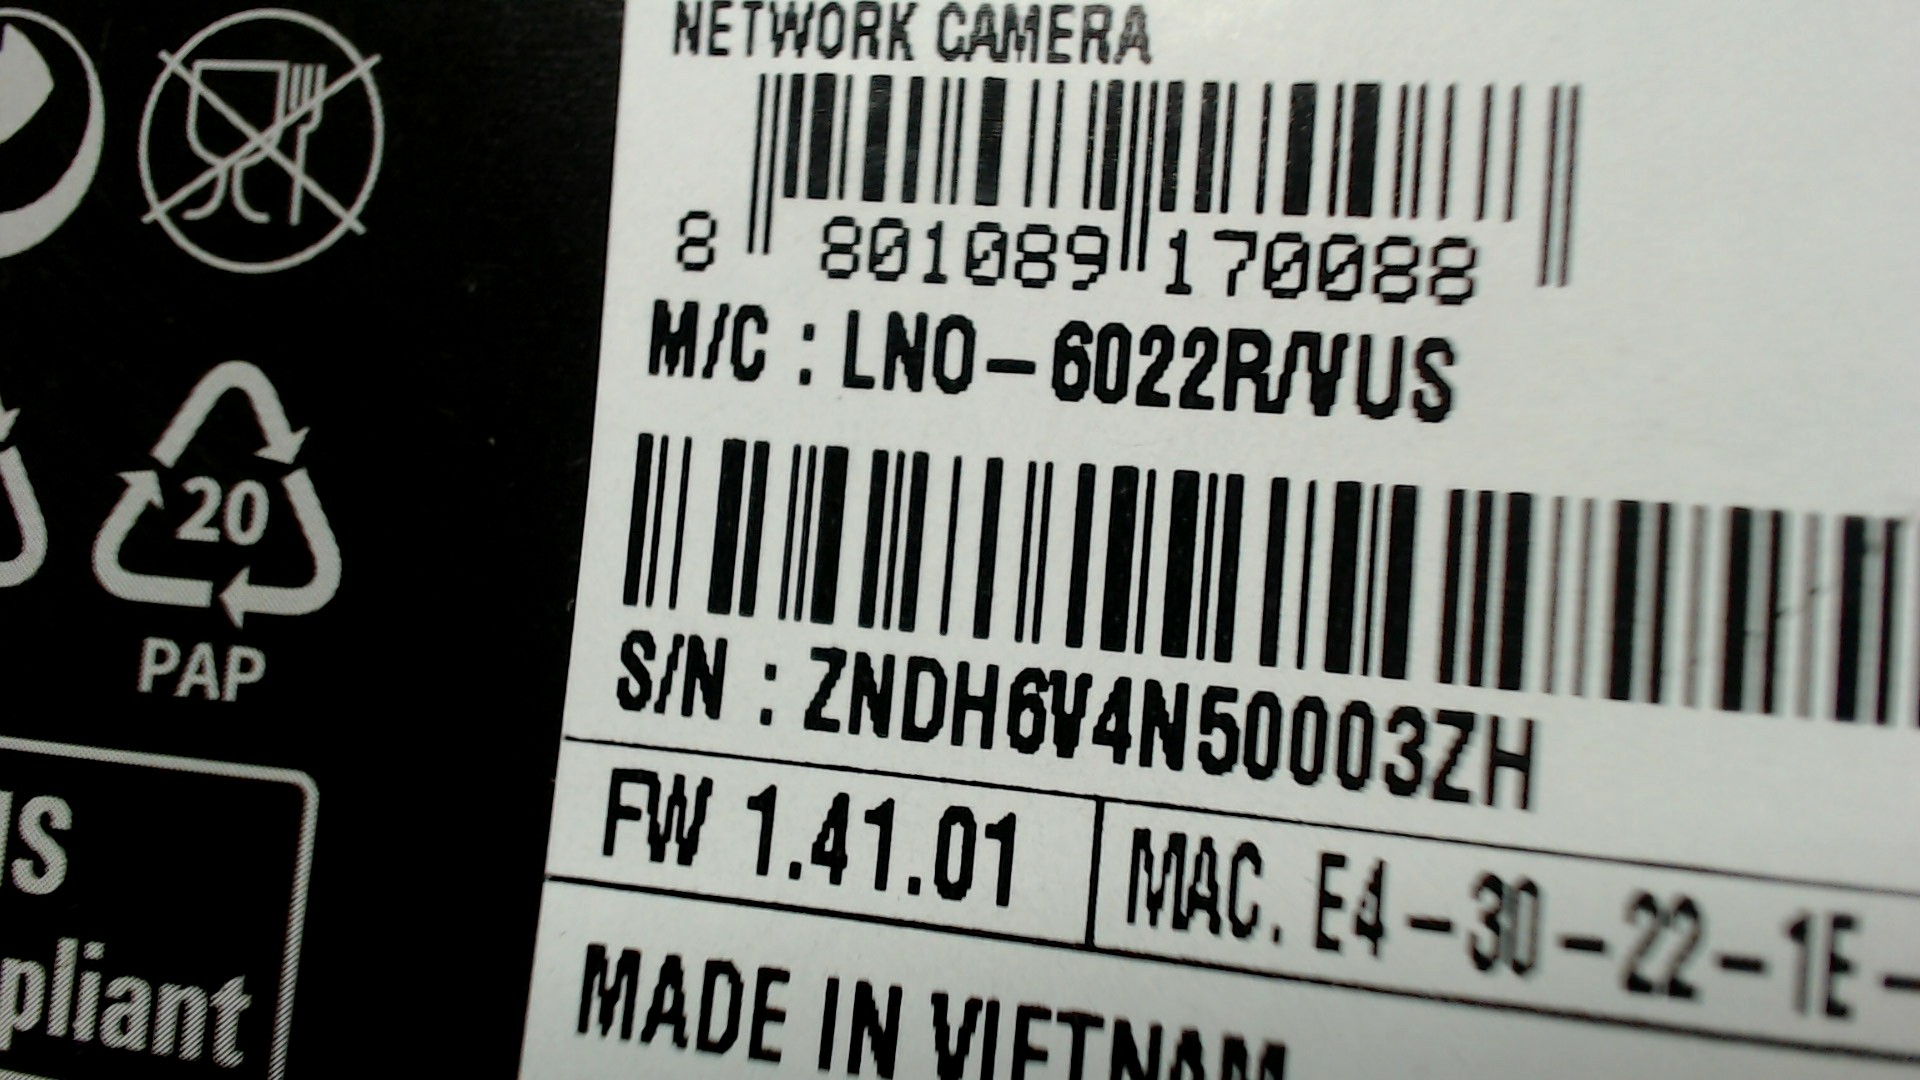 NETWORK CAMERA
8 801089 170088
M/C : LNO-6022R/VUS
S/N : ZNDH6V4N50003ZH
FW 1.41.01
MAC. E4-30-22-1E-
MADE IN VIETNAM
20
PAP
pliant